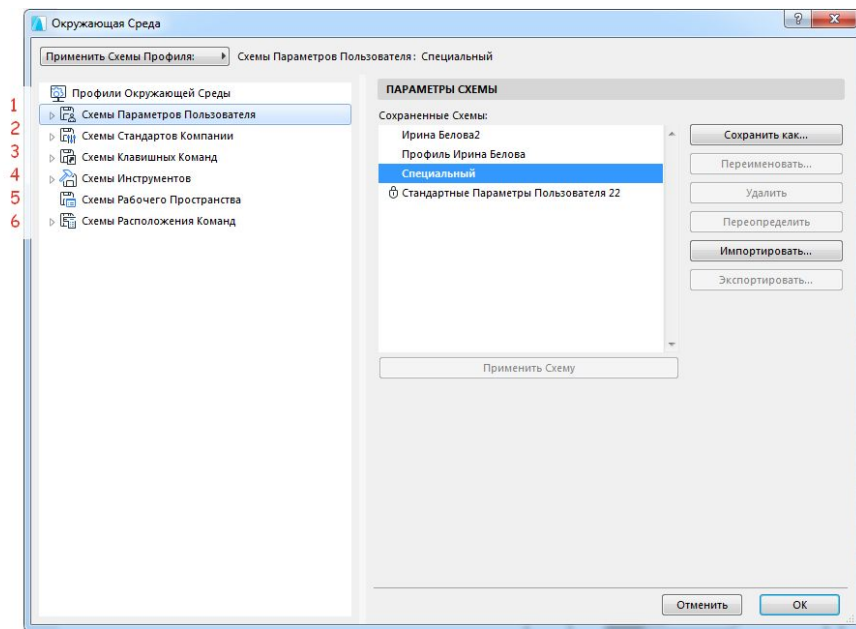 Окружающая Среда
Применить Схемы Профиля:
Схемы Параметров Пользователя: Специальный
Профили Окружающей Среды
1 Схемы Параметров Пользователя
2 Схемы Стандартов Компании
3 Схемы Клавишных Команд
4 Схемы Инструментов
5 Схемы Рабочего Пространства
6 Схемы Расположения Команд
ПАРАМЕТРЫ СХЕМЫ
Сохраненные Схемы:
Ирина Белова2
Профиль Ирина Белова
Специальный
Стандартные Параметры Пользователя 22
Сохранить как...
Переименовать...
Удалить
Переопределить
Импортировать...
Экспортировать...
Применить Схему
Отменить
ОК